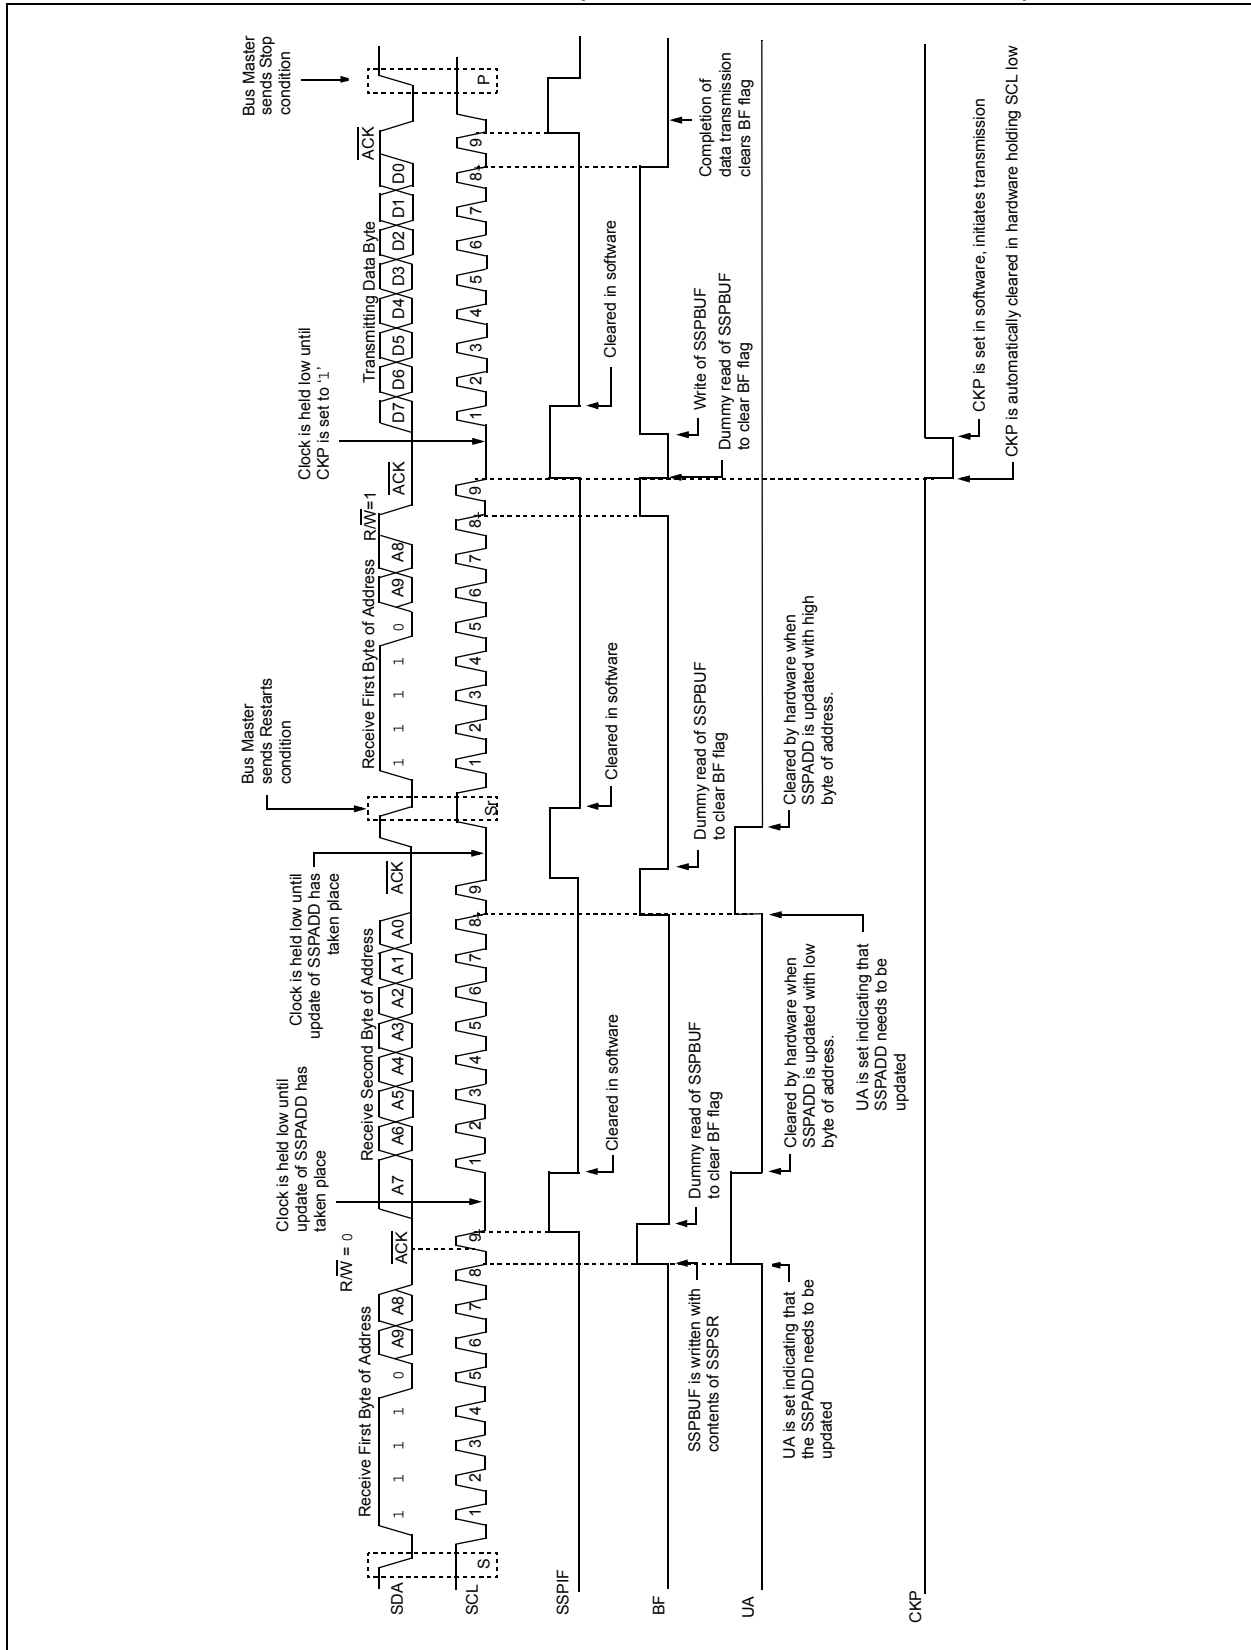 Bus Master
sends Stop
condition
Bus Master
sends Restarts
condition
Clock is held low until
CKP is set to '1'
Clock is held low until
update of SSPADD has
taken place
Clock is held low until
update of SSPADD has
taken place
R/W = 0
R/W=1
Receive First Byte of Address
Receive Second Byte of Address
Receive First Byte of Address
Transmitting Data Byte
ACK
ACK
ACK
ACK
SDA
1 1 1 1 0 A9 A8
A7 A6 A5 A4 A3 A2 A1 A0
1 1 1 1 0 A9 A8
D7 D6 D5 D4 D3 D2 D1 D0
SCL
S
1 2 3 4 5 6 7 8 9
1 2 3 4 5 6 7 8 9
Sr
1 2 3 4 5 6 7 8 9
1 2 3 4 5 6 7 8 9
P
SSPIF
Cleared in software
Cleared in software
Cleared in software
BF
SSPBUF is written with
contents of SSPSR
Dummy read of SSPBUF
to clear BF flag
Dummy read of SSPBUF
to clear BF flag
Dummy read of SSPBUF
to clear BF flag
Write of SSPBUF
Completion of
data transmission
clears BF flag
UA
UA is set indicating that
the SSPADD needs to be
updated
Cleared by hardware when
SSPADD is updated with low
byte of address.
UA is set indicating that
SSPADD needs to be
updated
Cleared by hardware when
SSPADD is updated with high
byte of address.
CKP
CKP is set in software, initiates transmission
CKP is automatically cleared in hardware holding SCL low